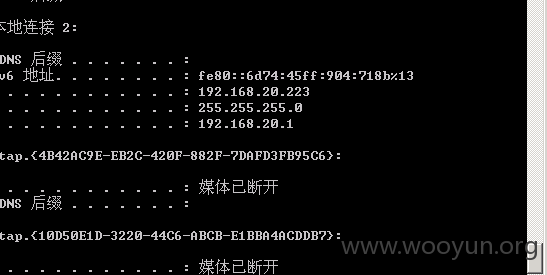 本地连接 2:
DNS 后缀 . . . . . . . :
v6 地址. . . . . . . . : fe80::6d74:45ff:904:718b%13
. . . . . . . . . . . . : 192.168.20.223
. . . . . . . . . . . . : 255.255.255.0
. . . . . . . . . . . . : 192.168.20.1
tap.{4B42AC9E-EB2C-420F-882F-7DAFD3FB95C6}:
. . . . . . . . . . . . : 媒体已断开
DNS 后缀 . . . . . . . :
tap.{10D50E1D-3220-44C6-ABCB-E1BBA4ACDDB7}:
. . . . . . . . . . . . : 媒体已断开
www.wooyun.org